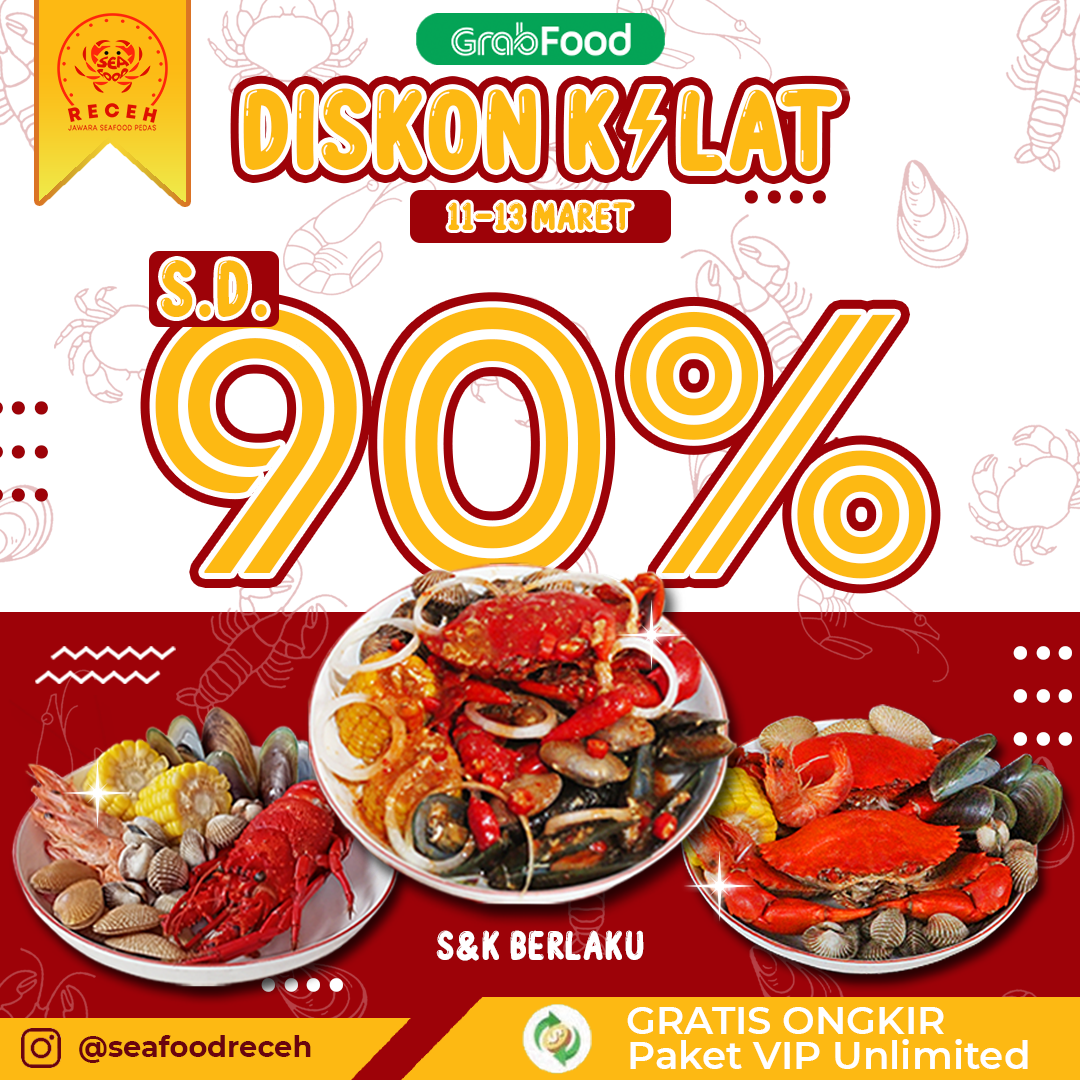 GrabFood
SEA
FOOD
RECEH
JAWARA SEAFOOD PEDAS
DISKON KILAT
11-13 MARET
S.D.
90%
S&K BERLAKU
@seafoodreceh
GRATIS ONGKIR
Paket VIP Unlimited